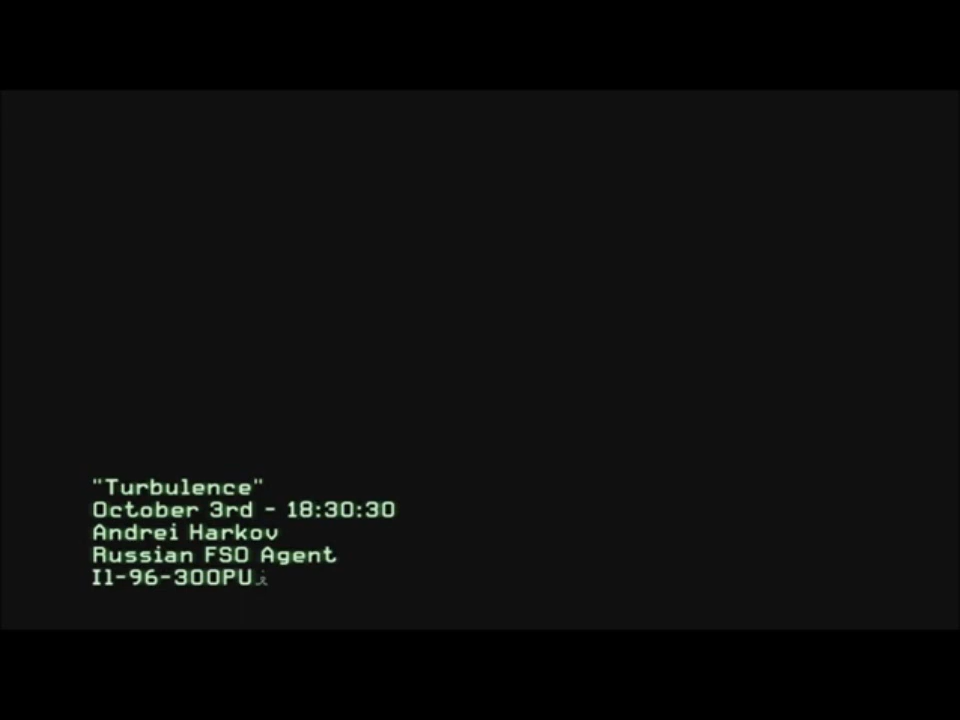 "Turbulence"
October 3rd - 18:30:30
Andrei Harkov
Russian FSO Agent
Il-96-300PU